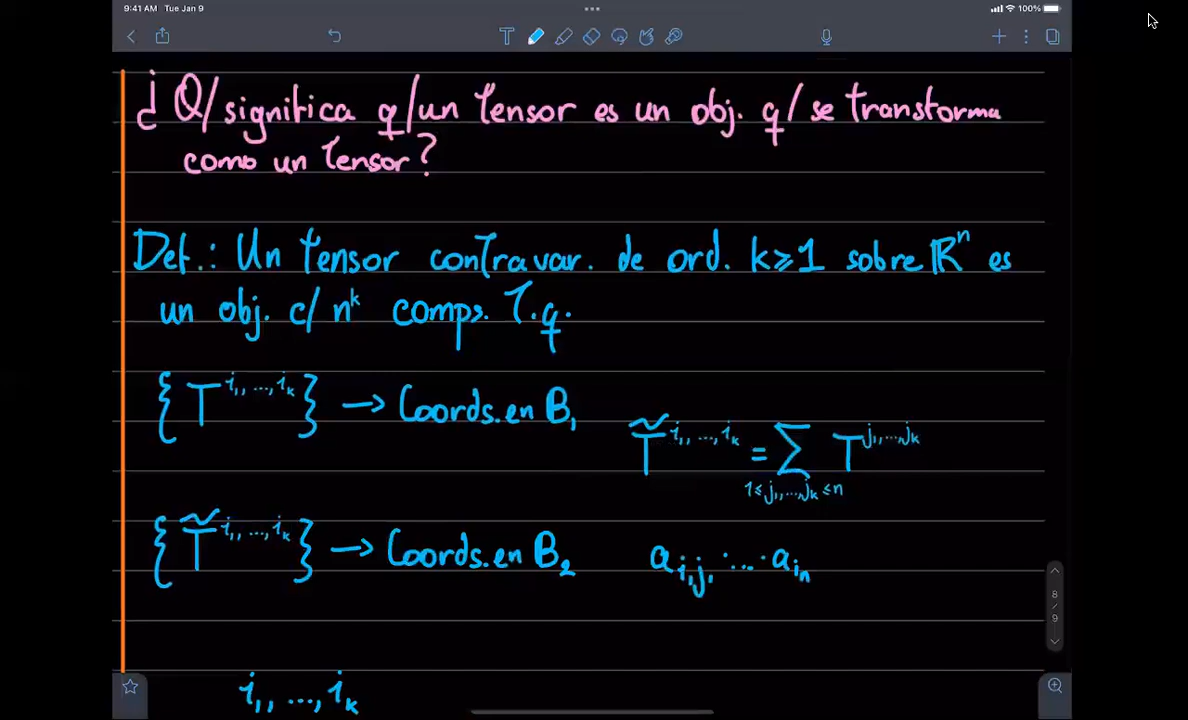 9:41 AM Tue Jan 9
100%
¿Q/significa q/un tensor es un obj. q/se transforma
como un tensor?
Def.: Un tensor contravar. de ord. k≥1 sobre ℝⁿ es
un obj. c/ nᵏ comps. T.q.
{T^{i₁,...,iₖ}} → Coords. en B₁
T̃^{i₁,...,iₖ} = ∑_{1≤j₁,...,jₖ≤n} T^{j₁,...,jₖ}
{T̃^{i₁,...,iₖ}} → Coords. en B₂
a_{i₁j₁} · ... · a_{iₙ}
i₁, ..., iₖ
8
/
9